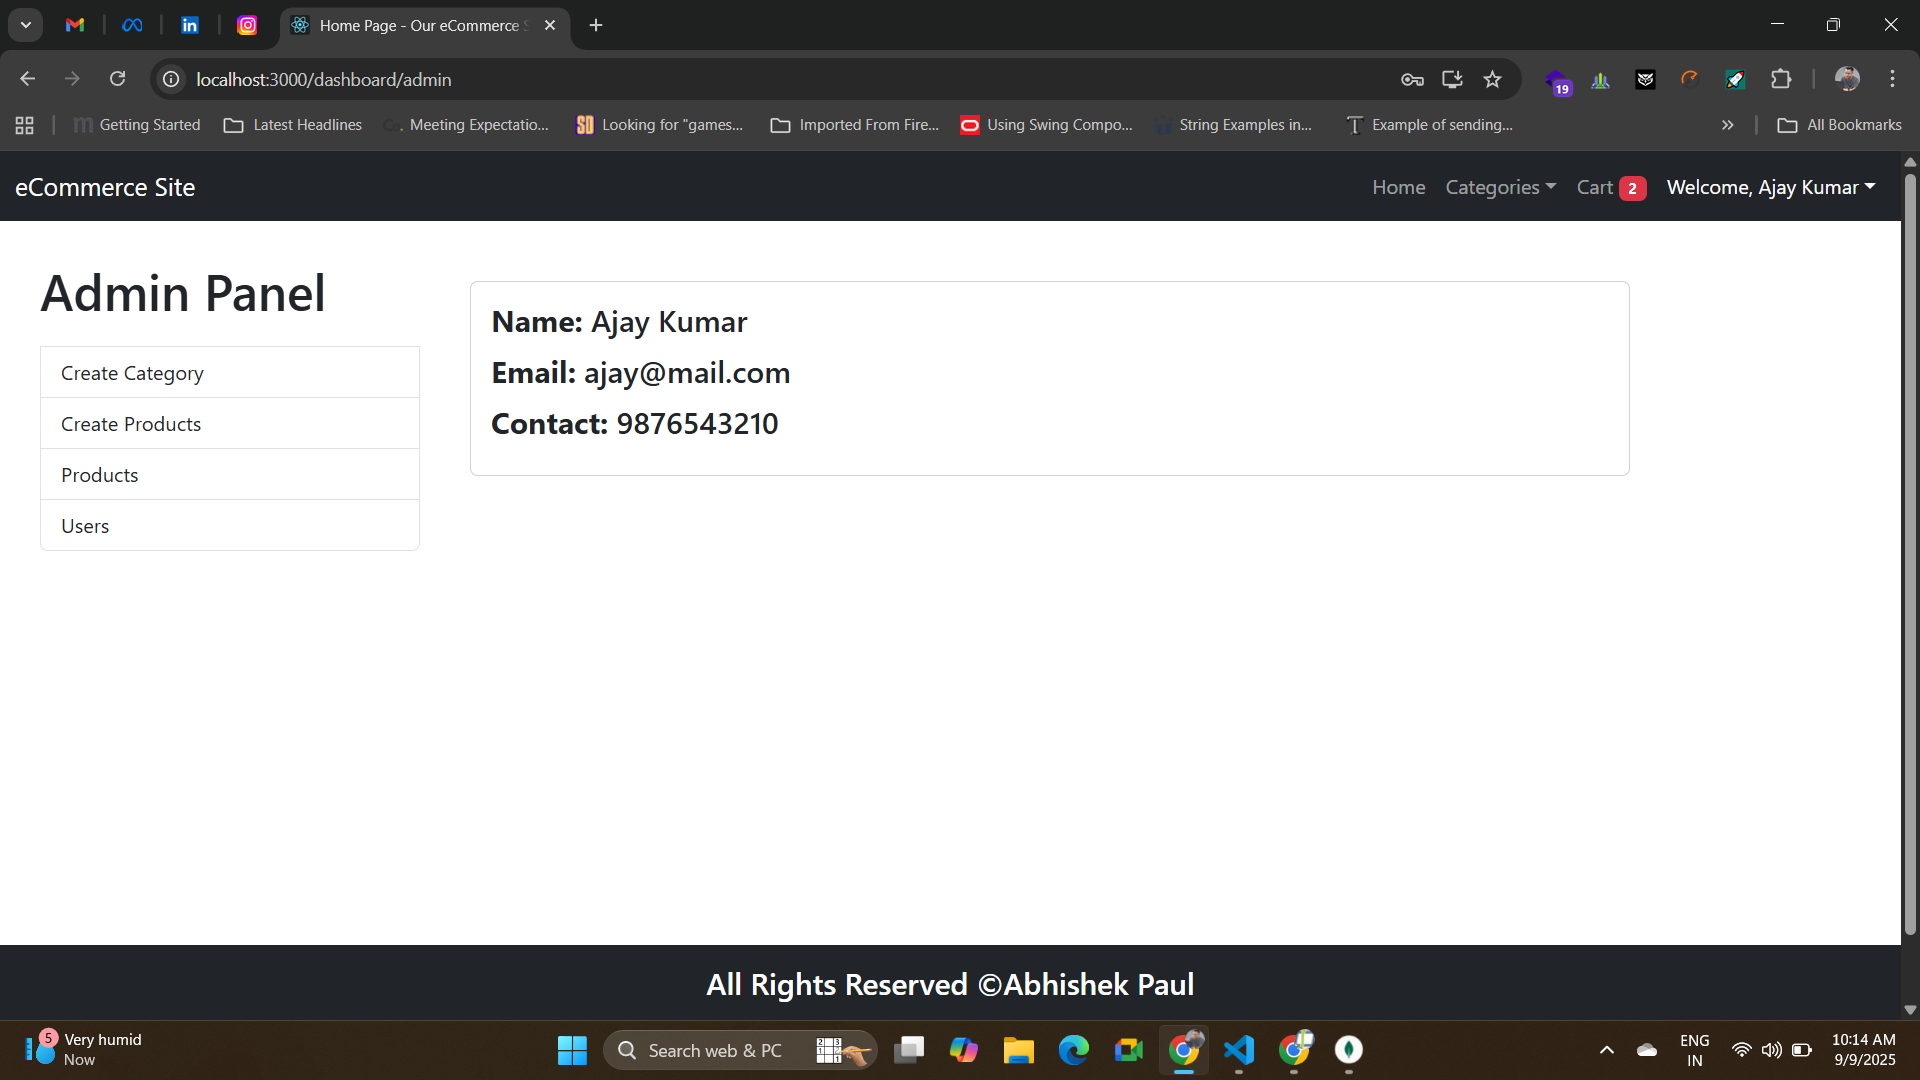 Home Page - Our eCommerce S
localhost:3000/dashboard/admin
19
Getting Started
Latest Headlines
Meeting Expectatio...
Looking for "games...
Imported From Fire...
Using Swing Compo...
String Examples in...
Example of sending...
All Bookmarks
eCommerce Site
Home
Categories
Cart 2
Welcome, Ajay Kumar
Admin Panel
Create Category
Create Products
Products
Users
Name: Ajay Kumar
Email: ajay@mail.com
Contact: 9876543210
All Rights Reserved ©Abhishek Paul
5
Very humid
Now
Search web & PC
ENG
IN
10:14 AM
9/9/2025